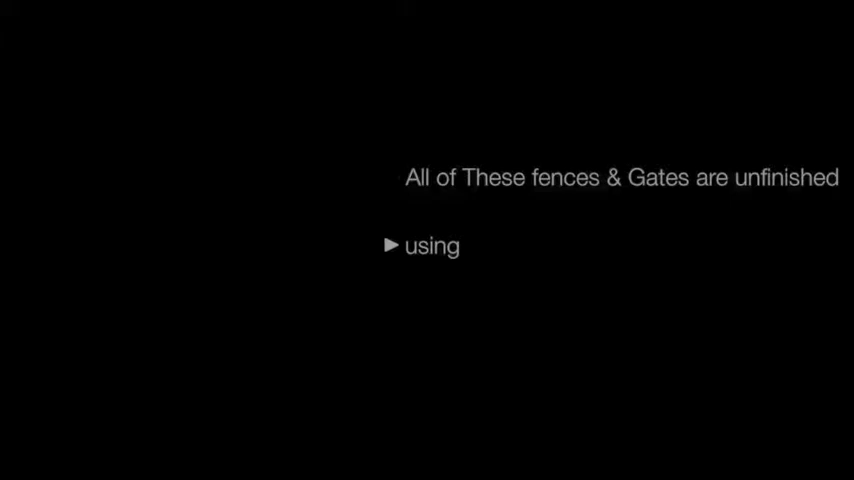 All of These fences & Gates are unfinished
▶ using